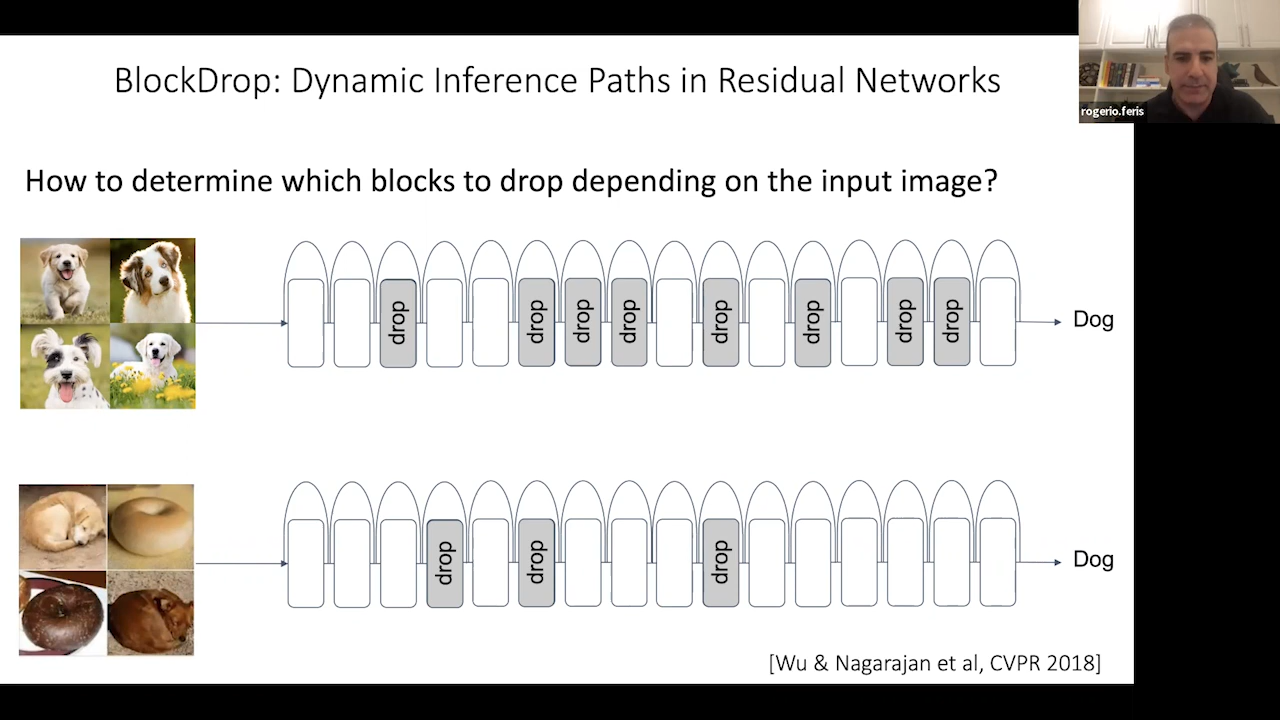 BlockDrop: Dynamic Inference Paths in Residual Networks
rogerio.feris
How to determine which blocks to drop depending on the input image?
drop
drop
drop
drop
drop
drop
drop
drop
Dog
drop
drop
drop
Dog
[Wu & Nagarajan et al, CVPR 2018]